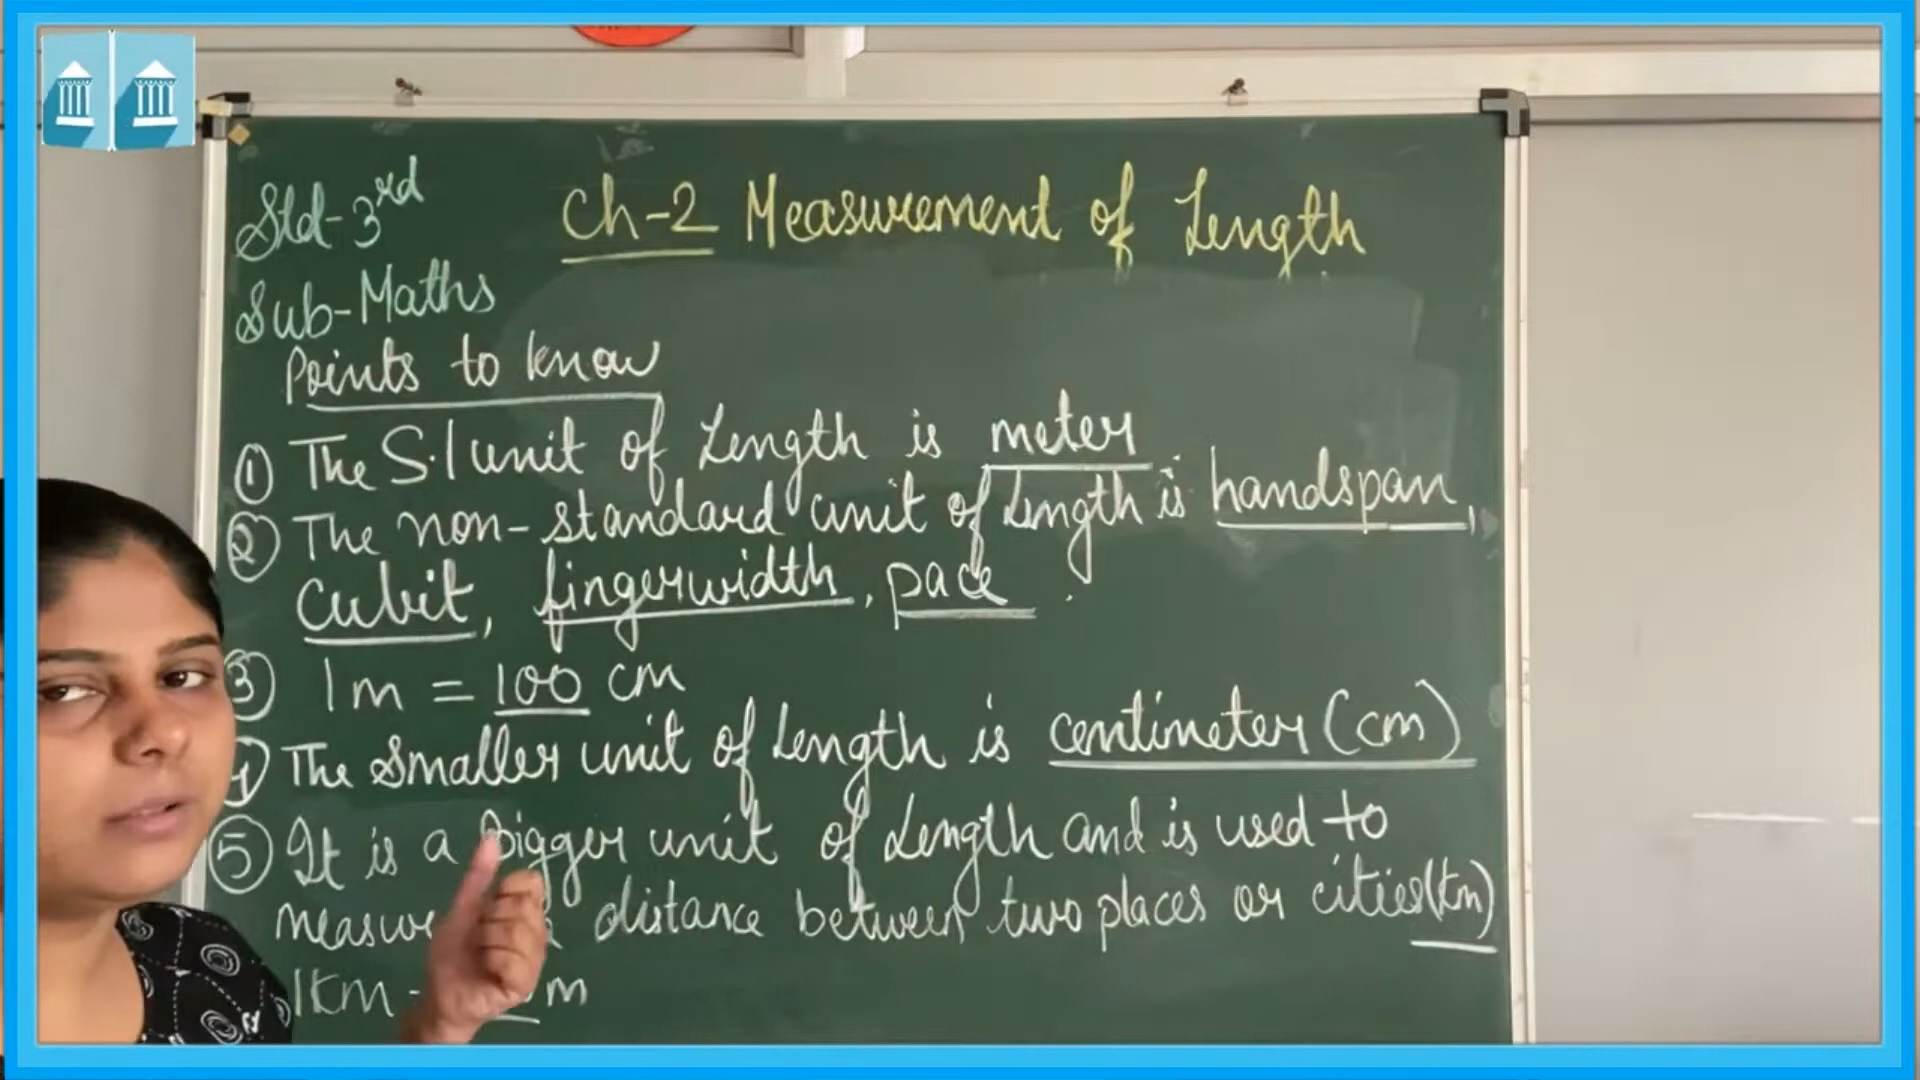 Std-3rd
Ch-2 Measurement of Length
Sub-Maths
Points to know
① The S.I unit of Length is meter
② The non-standard unit of Length is handspan,
Cubit, fingerwidth, pace.
③ 1m = 100 cm
④ The smaller unit of Length is centimeter (cm)
⑤ It is a bigger unit of Length and is used to
distance between two places or cities (km)
1km m